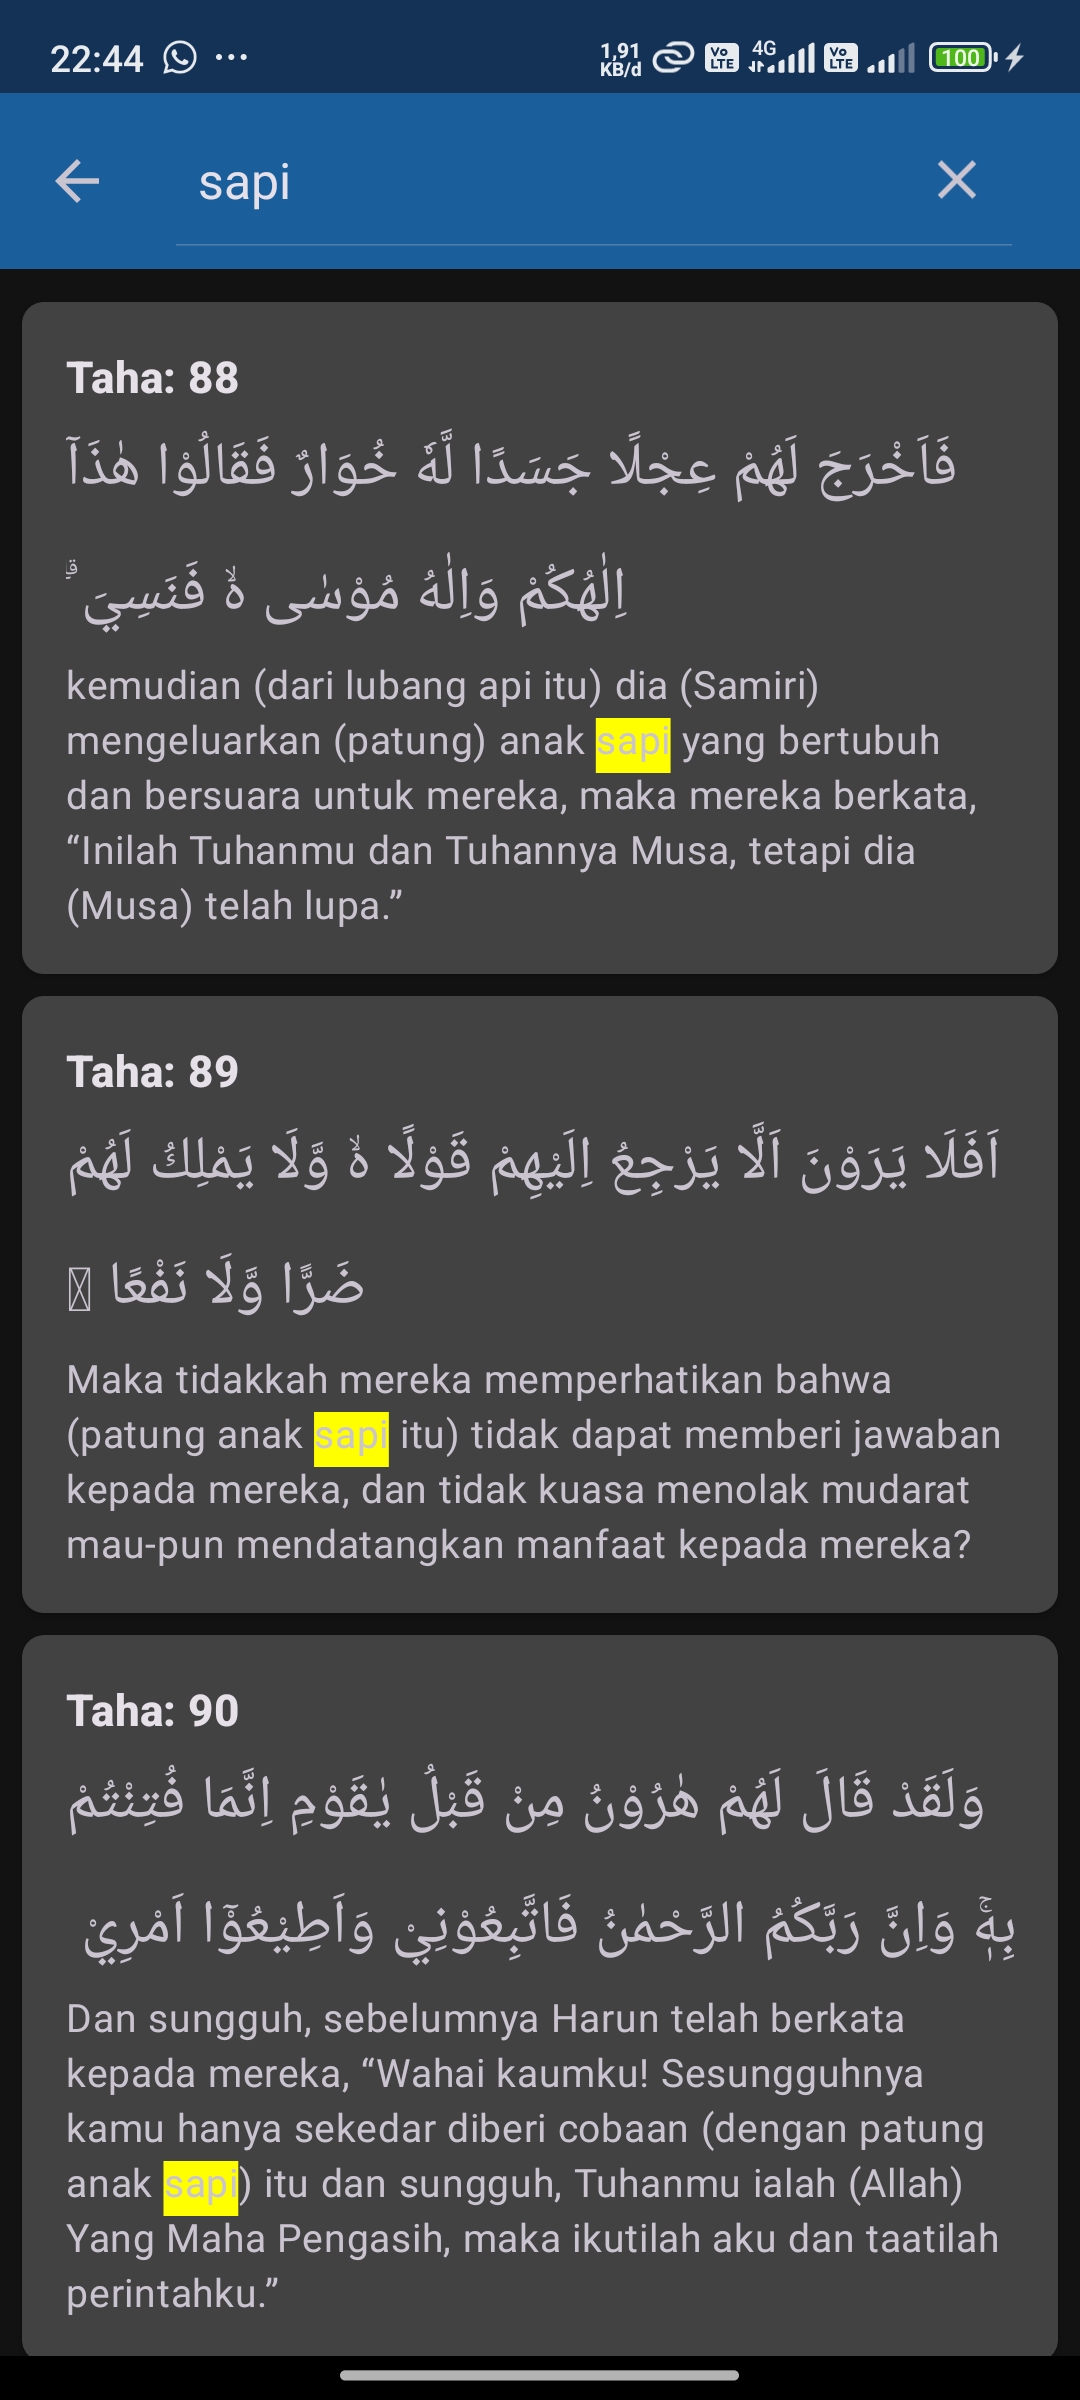 22:44
1,91
KB/d
Vo
LTE
4G
Vo
LTE
100
sapi
Taha: 88
فَاَخْرَجَ لَهُمْ عِجْلًا جَسَدًا لَّهٗ خُوَارٌ فَقَالُوْا هٰذَآ
اِلٰهُكُمْ وَاِلٰهُ مُوْسٰى ەۙ فَنَسِيَ ۗ
kemudian (dari lubang api itu) dia (Samiri)
mengeluarkan (patung) anak sapi yang bertubuh
dan bersuara untuk mereka, maka mereka berkata,
“Inilah Tuhanmu dan Tuhannya Musa, tetapi dia
(Musa) telah lupa.”
Taha: 89
اَفَلَا يَرَوْنَ اَلَّا يَرْجِعُ اِلَيْهِمْ قَوْلًا ەۙ وَّلَا يَمْلِكُ لَهُمْ
ضَرًّا وَّلَا نَفْعًا
Maka tidakkah mereka memperhatikan bahwa
(patung anak sapi itu) tidak dapat memberi jawaban
kepada mereka, dan tidak kuasa menolak mudarat
mau-pun mendatangkan manfaat kepada mereka?
Taha: 90
وَلَقَدْ قَالَ لَهُمْ هٰرُوْنُ مِنْ قَبْلُ يٰقَوْمِ اِنَّمَا فُتِنْتُمْ
بِهٖۚ وَاِنَّ رَبَّكُمُ الرَّحْمٰنُ فَاتَّبِعُوْنِيْ وَاَطِيْعُوْٓا اَمْرِيْ
Dan sungguh, sebelumnya Harun telah berkata
kepada mereka, “Wahai kaumku! Sesungguhnya
kamu hanya sekedar diberi cobaan (dengan patung
anak sapi) itu dan sungguh, Tuhanmu ialah (Allah)
Yang Maha Pengasih, maka ikutilah aku dan taatilah
perintahku.”